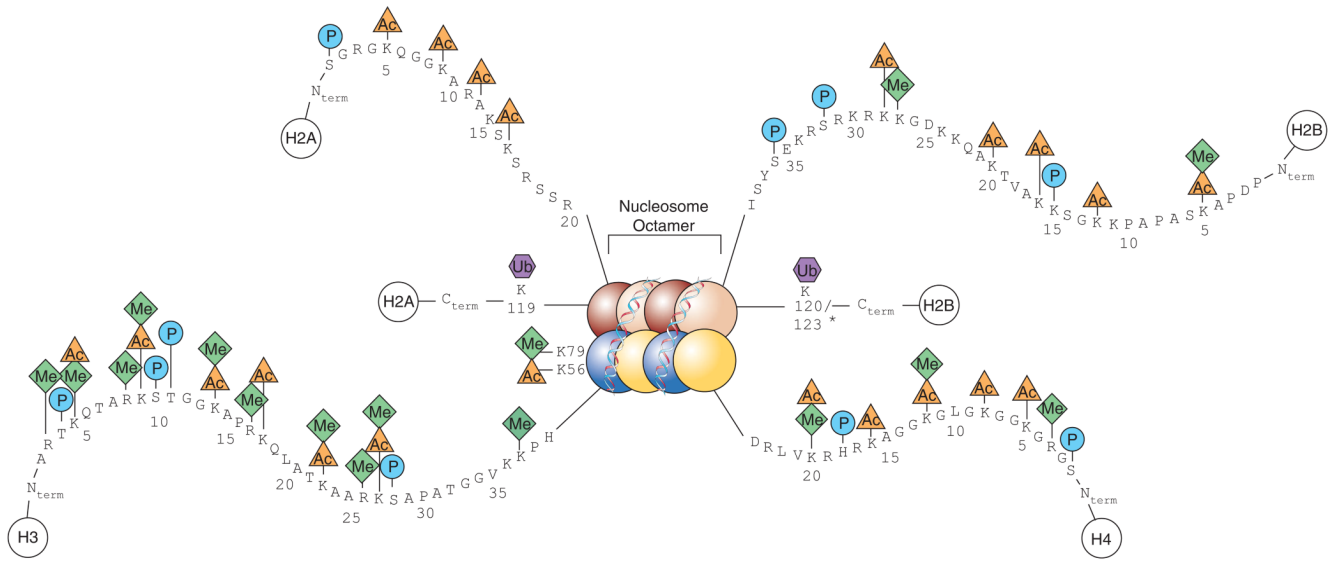 P Ac Ac Ac Ac
S G R G K Q G G K A R A K S K S R S S R
5 10 15 20
N term
H2A
P P Ac Me Ac Ac P Ac Me Ac
I S Y S E K R S R K R K K G D K K Q A K T V A K K S G K K P A P A S K A P D P
35 30 25 20 15 10 5
N term
H2B
Nucleosome
Octamer
H2A C term Ub K 119
Ub K 120/ 123 * C term H2B
Me K79
Ac K56
Me P Ac Me Me Me Ac P P Me Ac Me Ac Me Ac Me Me Ac P Me
A R T K Q T A R K S T G G K A P R K Q L A T K A A R K S A P A T G G V K K P H
5 10 15 20 25 30 35
N term
H3
Ac Me P Ac Me Ac Ac Ac Me P
D R L V K R H R K A G G K G L G K G G K G R G S
20 15 10 5
N term
H4